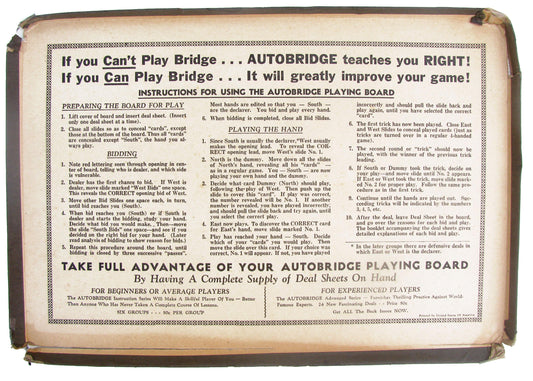 If you Can't Play Bridge . . . AUTOBRIDGE teaches you RIGHT!
If you Can Play Bridge . . . It will greatly improve your game!
INSTRUCTIONS FOR USING THE AUTOBRIDGE PLAYING BOARD
PREPARING THE BOARD FOR PLAY
1. Lift cover of board and insert deal sheet. (Insert
only one deal sheet at a time).
2. Close all slides so as to conceal "cards", except
those at the bottom of the board. Thus all "cards"
are concealed except "South", the hand you al-
ways play.
BIDDING
1. Note red lettering seen through opening in cen-
ter of board, telling who is dealer, and which side
is vulnerable.
2. Dealer has the first chance to bid. If West is
dealer, move slide marked "West Bids" one space.
This reveals the CORRECT opening bid of West.
3. Move other Bid Slides one space each, in turn,
until bid reaches you (South).
4. When bid reaches you (South) or if South is
dealer and starts the bidding, study your hand.
Decide what bid you would make. Then—move
the slide "South Bids" one space—and see if you
decided on the right bid for your hand. (Later
read analysis of bidding to show reason for bids.)
5. Repeat this procedure around the board, until
bidding is closed by three successive "passes".
Most hands are edited so that you — South —
are the declarer. You bid and play every hand.
6. When bidding is completed, close all Bid Slides.
PLAYING THE HAND
1. Since South is usually the declarer, "West usually
makes the opening lead. To reveal the COR-
RECT opening lead, move West's slide No. 1.
2. North is the dummy. Move down all the slides
of North's hand, revealing all his "cards" —
as in a regular game. You — South — are now
playing your own hand and the dummy.
3. Decide what card Dummy (North) should play,
following the play of West. Then push up the
slide to cover this card. If your play was correct,
the number revealed will be No. 1. If another
number is revealed, you have played incorrectly,
and should pull the slide back and try again, until
you select the correct play.
4. East now plays. To discover the CORRECT card
for East's hand, move slide marked No. 1.
5. Play has reached your hand — South. Decide
which of your "cards" you would play. Then
move the slide over this card. If your choice was
correct, No. 1 will appear. If not, you have played
incorrectly and should pull the slide back and
play again, until you have selected the correct
"card".
6. The first trick has now been played. Close East
and West Slides to conceal played cards (just as
tricks are turned over in a regular 4-handed
game).
7. The second round or "trick" should now be
played, with the winner of the previous trick
leading.
8. If South or Dummy took the trick, decide on
your play—and move slide until No. 2 appears.
If East or West took the trick, move slide mark-
ed No. 2 for proper play. Follow the same pro-
cedure as in the first trick.
9. Continue until the hands are played out. Suc-
ceeding tricks will be indicated by the numbers
3, 4, 5, etc.
10. After the deal, leave Deal Sheet in the board,
and go over the reasons for each bid and play.
The booklet accompanying the deal sheets gives
detailed explanations of each bid and play.
* In the later groups there are defensive deals in
which East or West is the declarer.
TAKE FULL ADVANTAGE OF YOUR AUTOBRIDGE PLAYING BOARD
By Having A Complete Supply of Deal Sheets On Hand
FOR BEGINNERS OR AVERAGE PLAYERS
The AUTOBRIDGE Instruction Series Will Make A Skillful Player Of You — Better
Than Anyone Who Has Never Taken A Complete Course Of Lessons.
SIX GROUPS . . . 50c PER GROUP
FOR EXPERIENCED PLAYERS
The AUTOBRIDGE Advanced Series — Furnishes Thrilling Practice Against World
Famous Experts. 24 New Fascinating Deals . . Price 50c
Get ALL The Back Issues NOW.
Printed in United States Of America